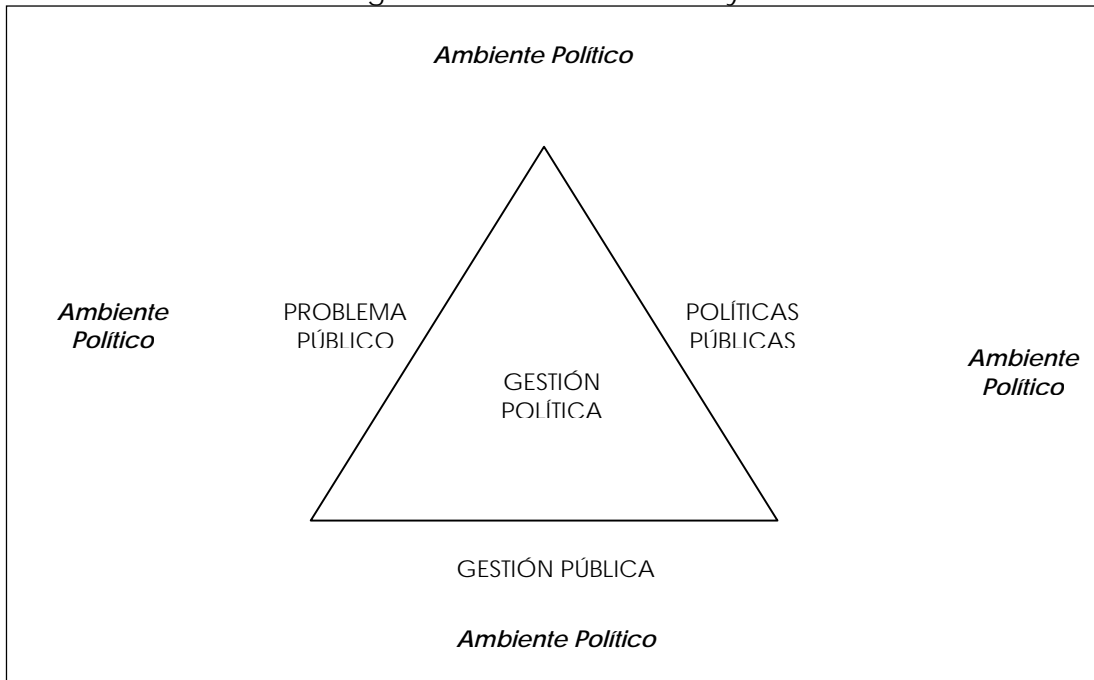 Ambiente Político
Ambiente
Político
PROBLEMA
PÚBLICO
POLÍTICAS
PÚBLICAS
GESTIÓN
POLÍTICA
Ambiente
Político
GESTIÓN PÚBLICA
Ambiente Político